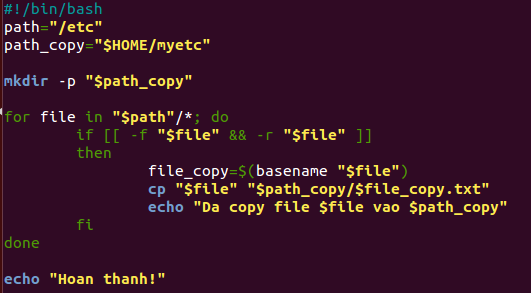 #!/bin/bash
path="/etc"
path_copy="$HOME/myetc"
mkdir -p "$path_copy"
for file in "$path"/*; do
if [[ -f "$file" && -r "$file" ]]
then
file_copy=$(basename "$file")
cp "$file" "$path_copy/$file_copy.txt"
echo "Da copy file $file vao $path_copy"
fi
done
echo "Hoan thanh!"